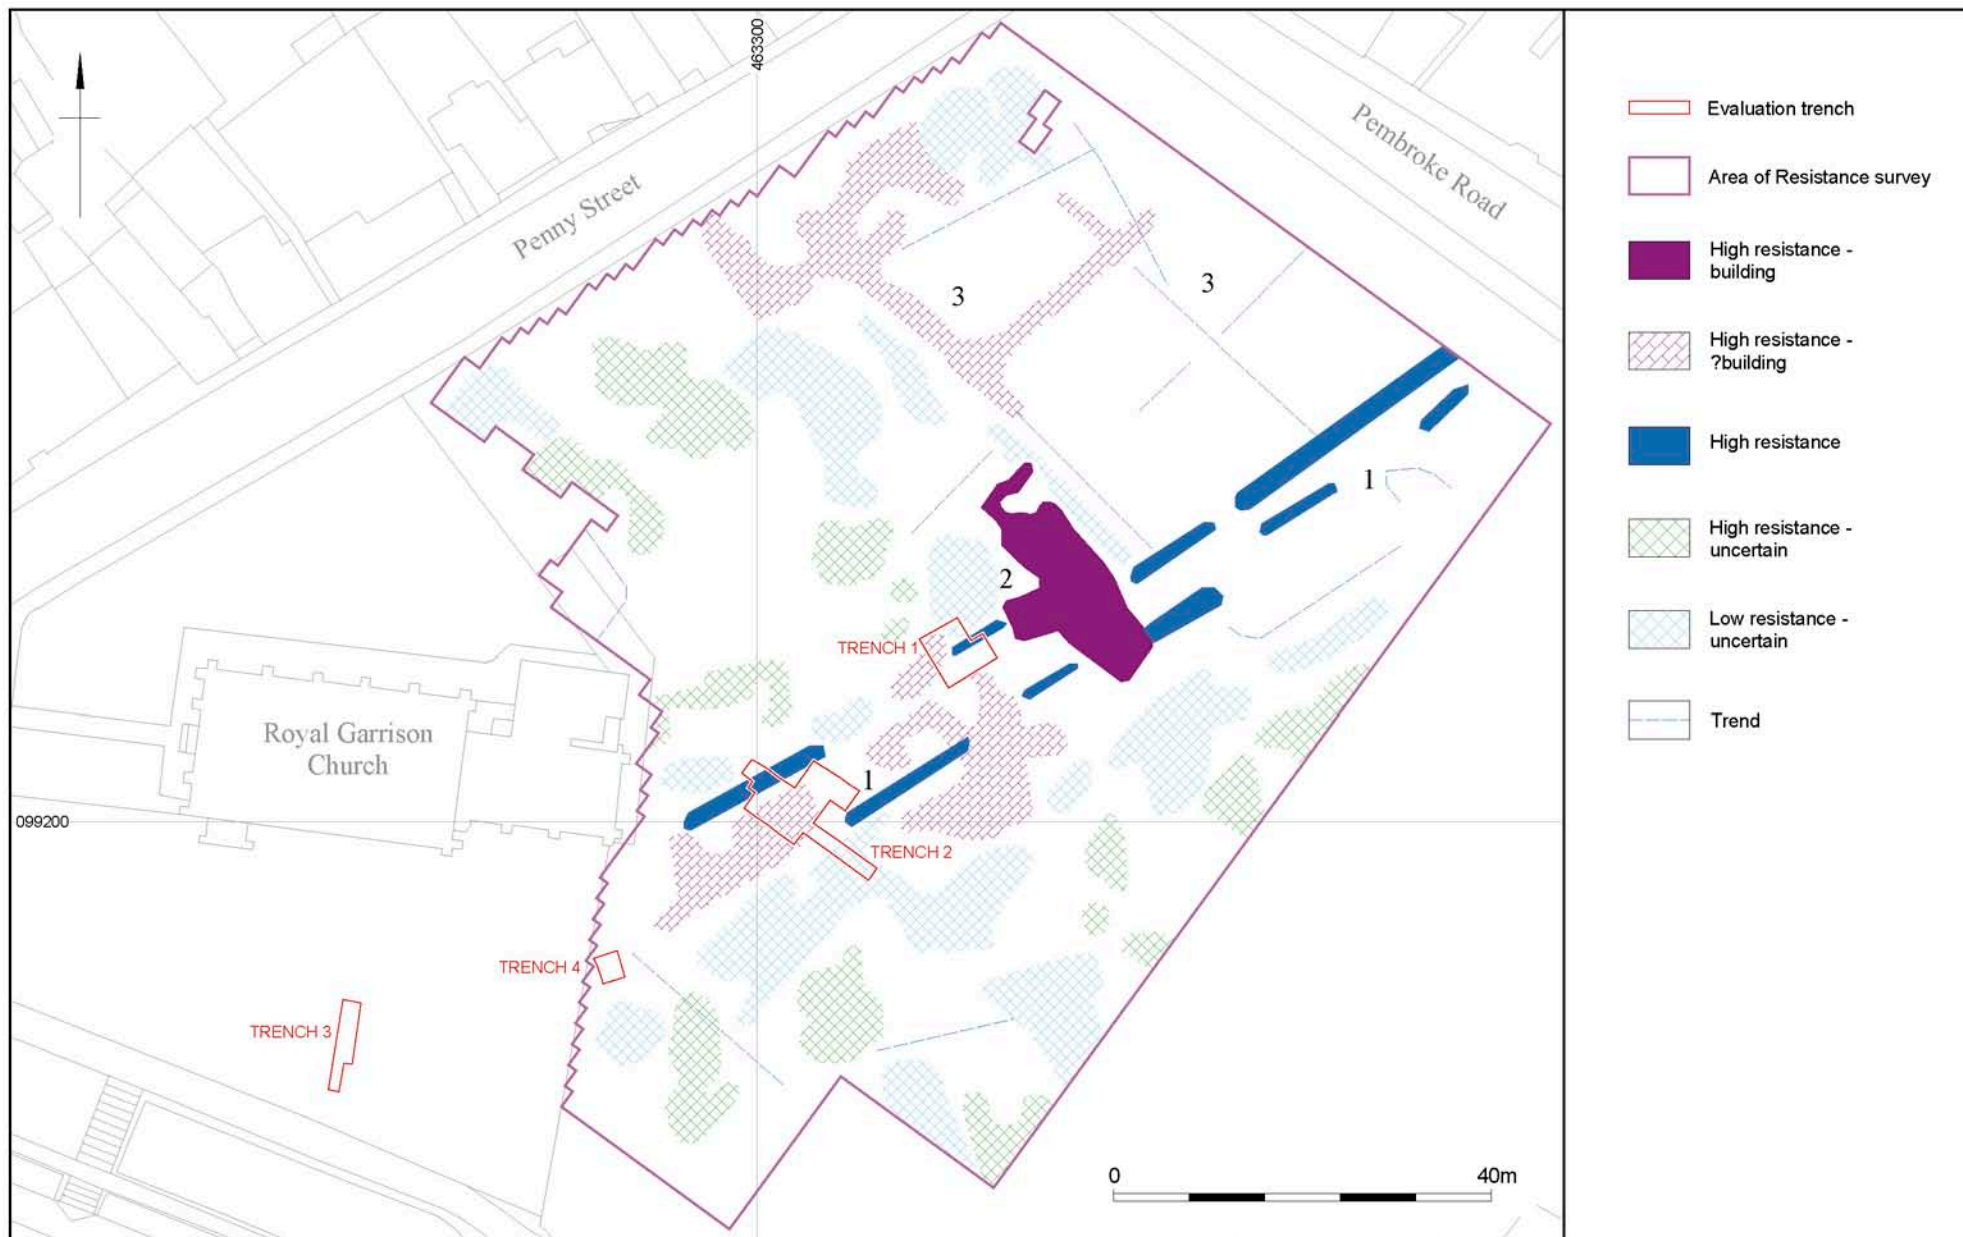 463300
Penny Street
Pembroke Road
3
3
1
2
TRENCH 1
Royal Garrison
Church
1
099200
TRENCH 2
TRENCH 4
TRENCH 3
0 40m
Evaluation trench
Area of Resistance survey
High resistance -
building
High resistance -
?building
High resistance
High resistance -
uncertain
Low resistance -
uncertain
Trend